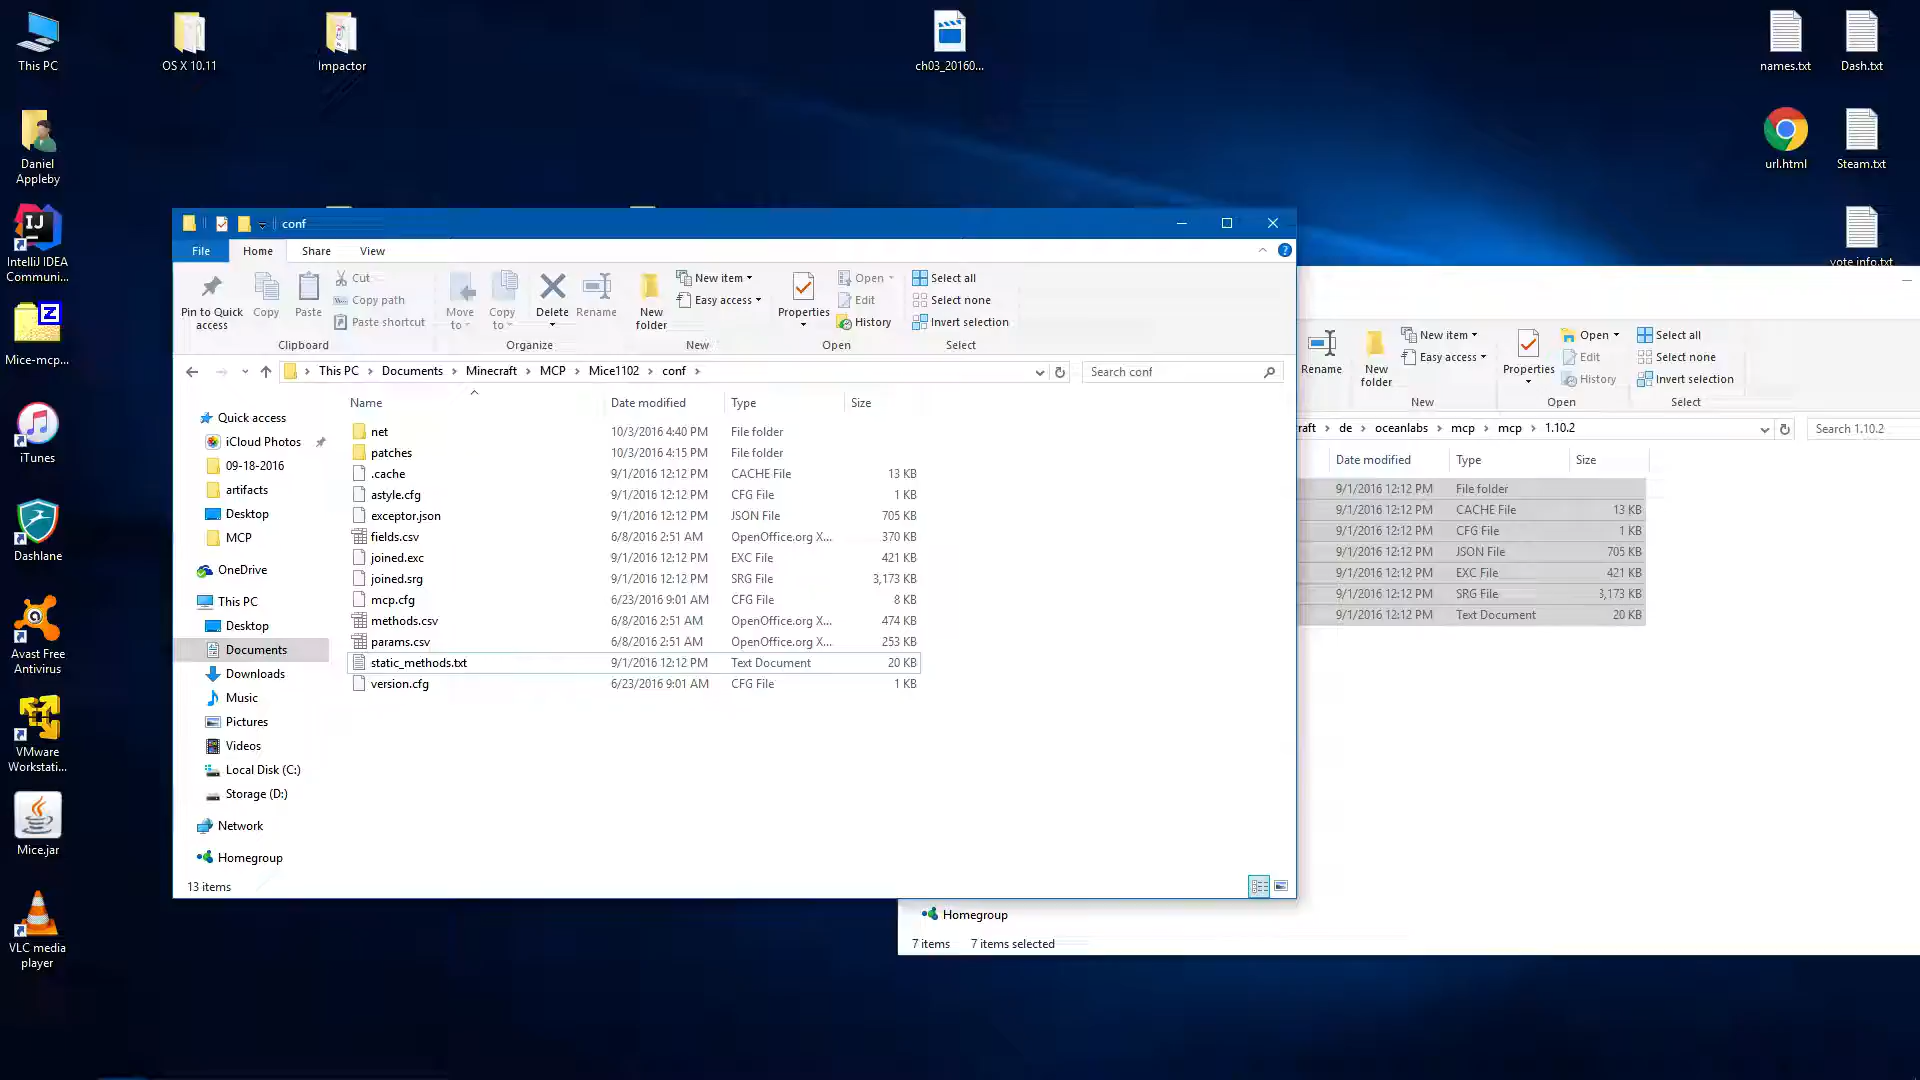 This PC
OS X 10.11
Impactor
ch03_20160...
names.txt
Dash.txt
Daniel
Appleby
url.html
Steam.txt
IntelliJ IDEA
Communi...
vote info.txt
Mice-mcp...
iTunes
Dashlane
Avast Free
Antivirus
VMware
Workstati...
Mice.jar
VLC media
player
conf
File
Home
Share
View
Pin to Quick
access
Copy
Paste
Cut
Copy path
Paste shortcut
Clipboard
Move
to
Copy
to
Delete
Rename
Organize
New
folder
New item
Easy access
New
Properties
Open
Edit
History
Open
Select all
Select none
Invert selection
Select
This PC
Documents
Minecraft
MCP
Mice1102
conf
Search conf
Name
Date modified
Type
Size
Quick access
iCloud Photos
09-18-2016
artifacts
Desktop
MCP
OneDrive
This PC
Desktop
Documents
Downloads
Music
Pictures
Videos
Local Disk (C:)
Storage (D:)
Network
Homegroup
net 10/3/2016 4:40 PM File folder
patches 10/3/2016 4:15 PM File folder
.cache 9/1/2016 12:12 PM CACHE File 13 KB
astyle.cfg 9/1/2016 12:12 PM CFG File 1 KB
exceptor.json 9/1/2016 12:12 PM JSON File 705 KB
fields.csv 6/8/2016 2:51 AM OpenOffice.org X... 370 KB
joined.exc 9/1/2016 12:12 PM EXC File 421 KB
joined.srg 9/1/2016 12:12 PM SRG File 3,173 KB
mcp.cfg 6/23/2016 9:01 AM CFG File 8 KB
methods.csv 6/8/2016 2:51 AM OpenOffice.org X... 474 KB
params.csv 6/8/2016 2:51 AM OpenOffice.org X... 253 KB
static_methods.txt 9/1/2016 12:12 PM Text Document 20 KB
version.cfg 6/23/2016 9:01 AM CFG File 1 KB
13 items
Rename
New
folder
New item
Easy access
New
Properties
Open
Edit
History
Open
Select all
Select none
Invert selection
Select
raft
de
oceanlabs
mcp
mcp
1.10.2
Search 1.10.2
Date modified
Type
Size
9/1/2016 12:12 PM File folder
9/1/2016 12:12 PM CACHE File 13 KB
9/1/2016 12:12 PM CFG File 1 KB
9/1/2016 12:12 PM JSON File 705 KB
9/1/2016 12:12 PM EXC File 421 KB
9/1/2016 12:12 PM SRG File 3,173 KB
9/1/2016 12:12 PM Text Document 20 KB
Homegroup
7 items
7 items selected